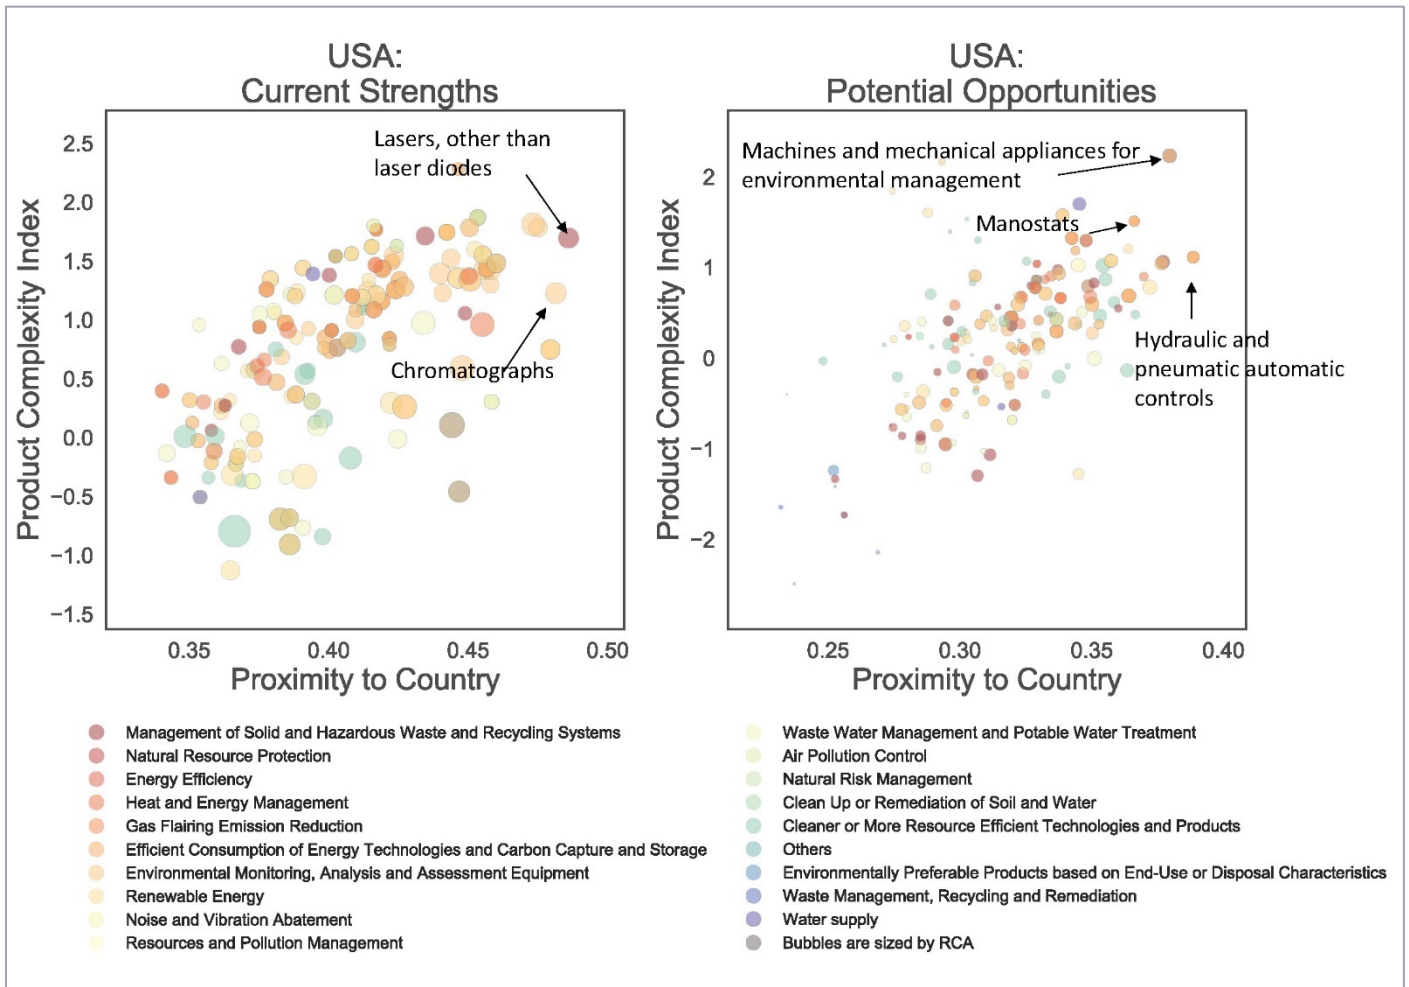 USA:
Current Strengths
Lasers, other than
laser diodes
Chromatographs
Product Complexity Index
2.5
2.0
1.5
1.0
0.5
0.0
−0.5
−1.0
−1.5
0.35 0.40 0.45 0.50
Proximity to Country
USA:
Potential Opportunities
Machines and mechanical appliances for
environmental management
Manostats
Hydraulic and
pneumatic automatic
controls
Product Complexity Index
2
1
0
−1
−2
0.25 0.30 0.35 0.40
Proximity to Country
Management of Solid and Hazardous Waste and Recycling Systems
Natural Resource Protection
Energy Efficiency
Heat and Energy Management
Gas Flairing Emission Reduction
Efficient Consumption of Energy Technologies and Carbon Capture and Storage
Environmental Monitoring, Analysis and Assessment Equipment
Renewable Energy
Noise and Vibration Abatement
Resources and Pollution Management
Waste Water Management and Potable Water Treatment
Air Pollution Control
Natural Risk Management
Clean Up or Remediation of Soil and Water
Cleaner or More Resource Efficient Technologies and Products
Others
Environmentally Preferable Products based on End-Use or Disposal Characteristics
Waste Management, Recycling and Remediation
Water supply
Bubbles are sized by RCA